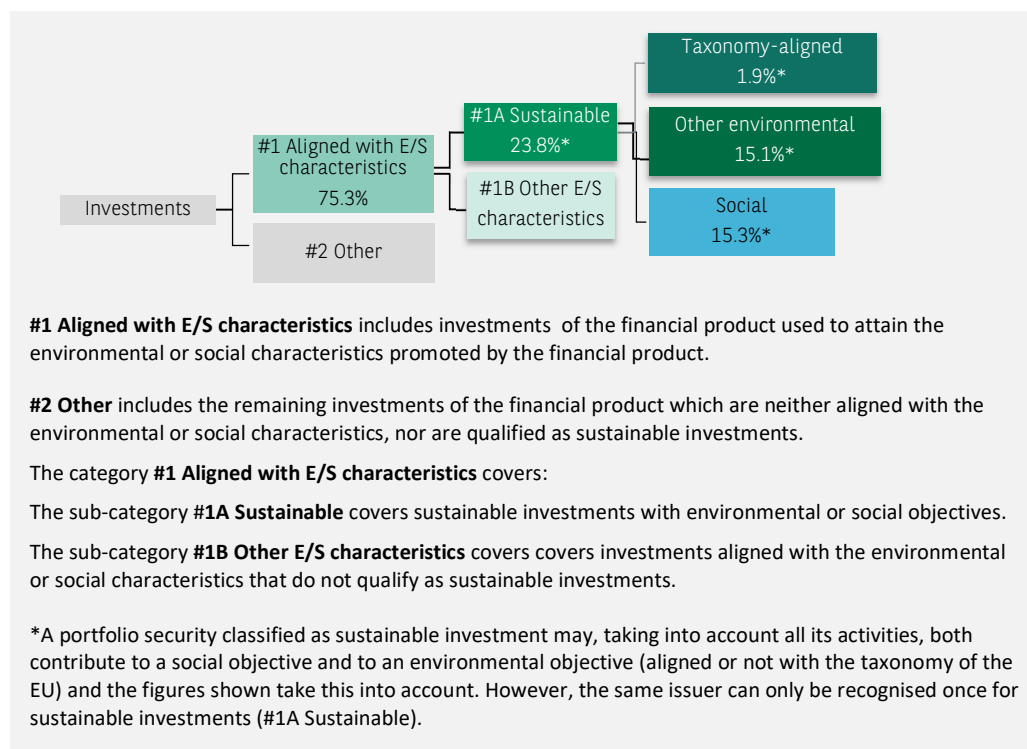 Investments
#1 Aligned with E/S
characteristics
75.3%
#2 Other
#1A Sustainable
23.8%*
#1B Other E/S
characteristics
Taxonomy-aligned
1.9%*
Other environmental
15.1%*
Social
15.3%*
#1 Aligned with E/S characteristics includes investments of the financial product used to attain the
environmental or social characteristics promoted by the financial product.
#2 Other includes the remaining investments of the financial product which are neither aligned with the
environmental or social characteristics, nor are qualified as sustainable investments.
The category #1 Aligned with E/S characteristics covers:
The sub-category #1A Sustainable covers sustainable investments with environmental or social objectives.
The sub-category #1B Other E/S characteristics covers covers investments aligned with the environmental
or social characteristics that do not qualify as sustainable investments.
*A portfolio security classified as sustainable investment may, taking into account all its activities, both
contribute to a social objective and to an environmental objective (aligned or not with the taxonomy of the
EU) and the figures shown take this into account. However, the same issuer can only be recognised once for
sustainable investments (#1A Sustainable).